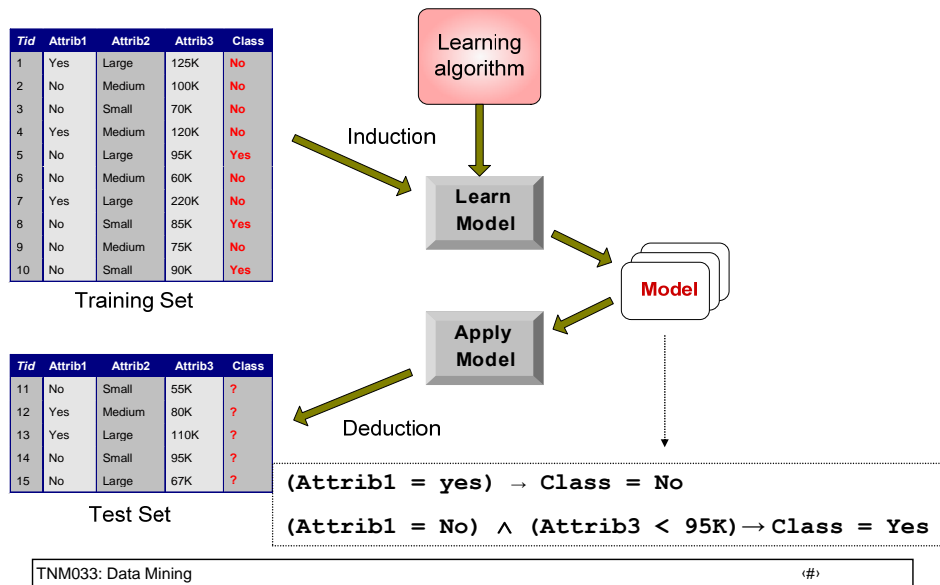 Tid Attrib1 Attrib2 Attrib3 Class
1 Yes Large 125K No
2 No Medium 100K No
3 No Small 70K No
4 Yes Medium 120K No
5 No Large 95K Yes
6 No Medium 60K No
7 Yes Large 220K No
8 No Small 85K Yes
9 No Medium 75K No
10 No Small 90K Yes
Training Set
Learning
algorithm
Induction
Learn
Model
Model
Apply
Model
Deduction
Tid Attrib1 Attrib2 Attrib3 Class
11 No Small 55K ?
12 Yes Medium 80K ?
13 Yes Large 110K ?
14 No Small 95K ?
15 No Large 67K ?
Test Set
(Attrib1 = yes) → Class = No
(Attrib1 = No) ∧ (Attrib3 < 95K)→ Class = Yes
TNM033: Data Mining ‹#›